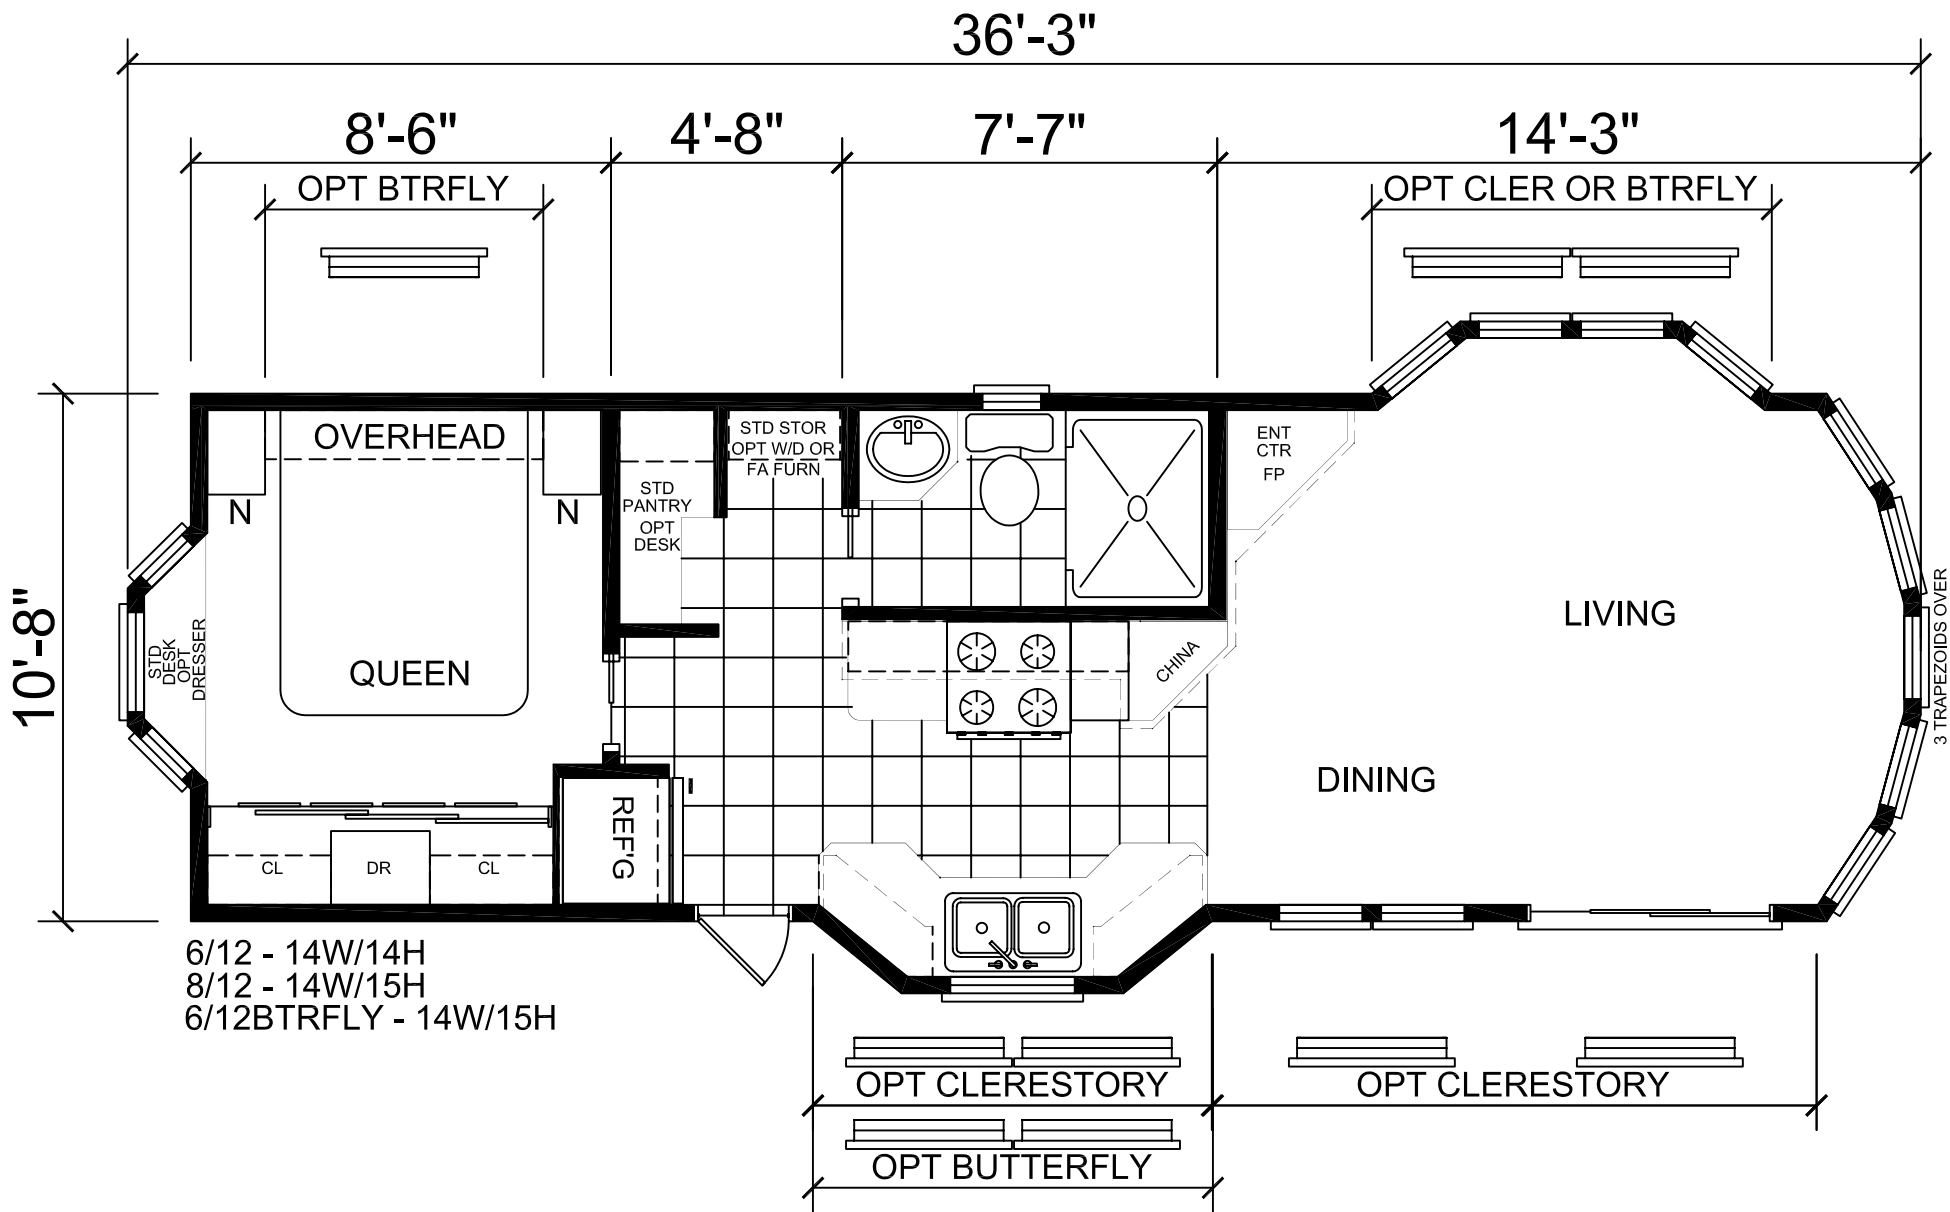 36'-3"
8'-6"
4'-8"
7'-7"
14'-3"
OPT BTRFLY
OPT CLER OR BTRFLY
10'-8"
OVERHEAD
N
N
QUEEN
STD
DESK
OPT
DRESSER
STD
PANTRY
OPT
DESK
STD STOR
OPT W/D OR
FA FURN
ENT
CTR
FP
CHINA
LIVING
DINING
3 TRAPEZOIDS OVER
REF'G
CL
DR
CL
6/12 - 14W/14H
8/12 - 14W/15H
6/12BTRFLY - 14W/15H
OPT CLERESTORY
OPT CLERESTORY
OPT BUTTERFLY